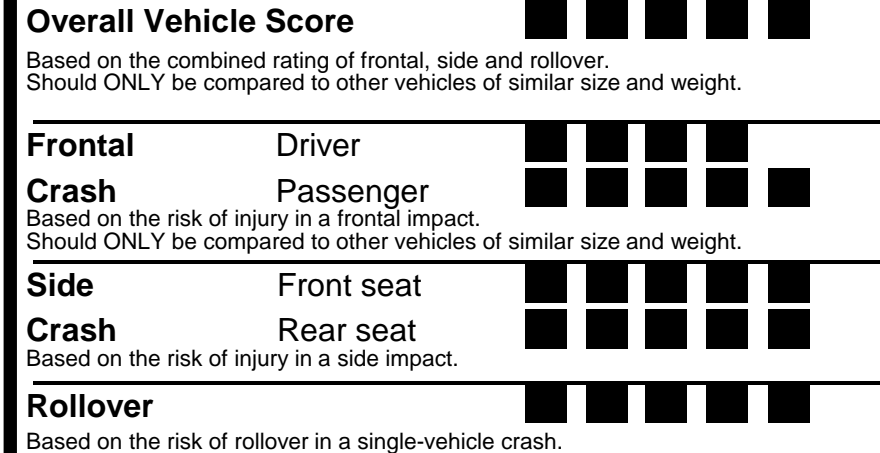 Overall Vehicle Score
Based on the combined rating of frontal, side and rollover.
Should ONLY be compared to other vehicles of similar size and weight.
Frontal Driver
Crash Passenger
Based on the risk of injury in a frontal impact.
Should ONLY be compared to other vehicles of similar size and weight.
Side Front seat
Crash Rear seat
Based on the risk of injury in a side impact.
Rollover
Based on the risk of rollover in a single-vehicle crash.